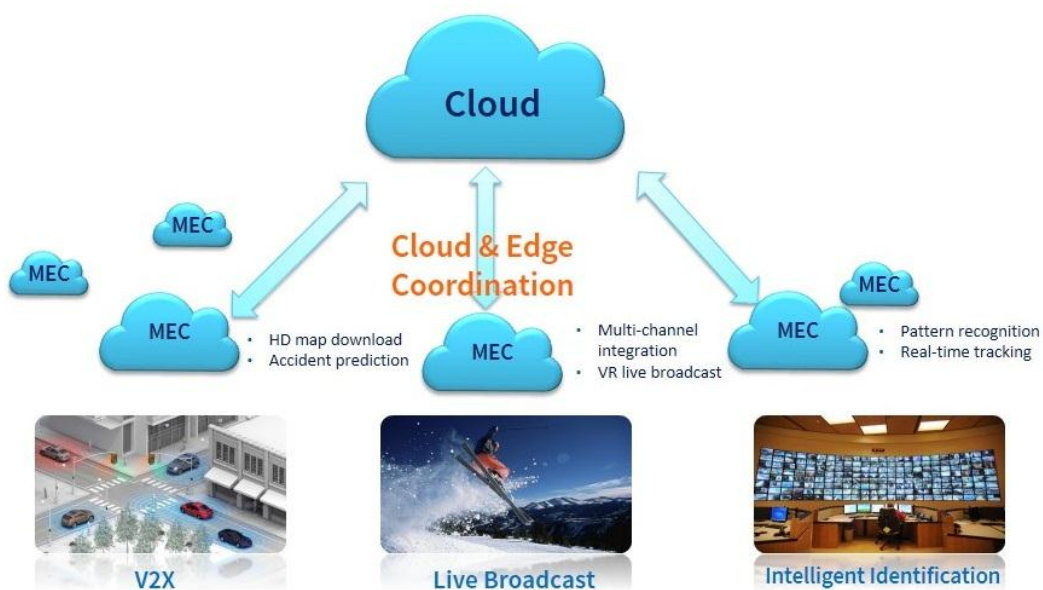 Cloud
Cloud & Edge
Coordination
MEC
MEC
MEC
• HD map download
• Accident prediction
MEC
• Multi-channel
integration
• VR live broadcast
MEC
MEC
• Pattern recognition
• Real-time tracking
V2X
Live Broadcast
Intelligent Identification